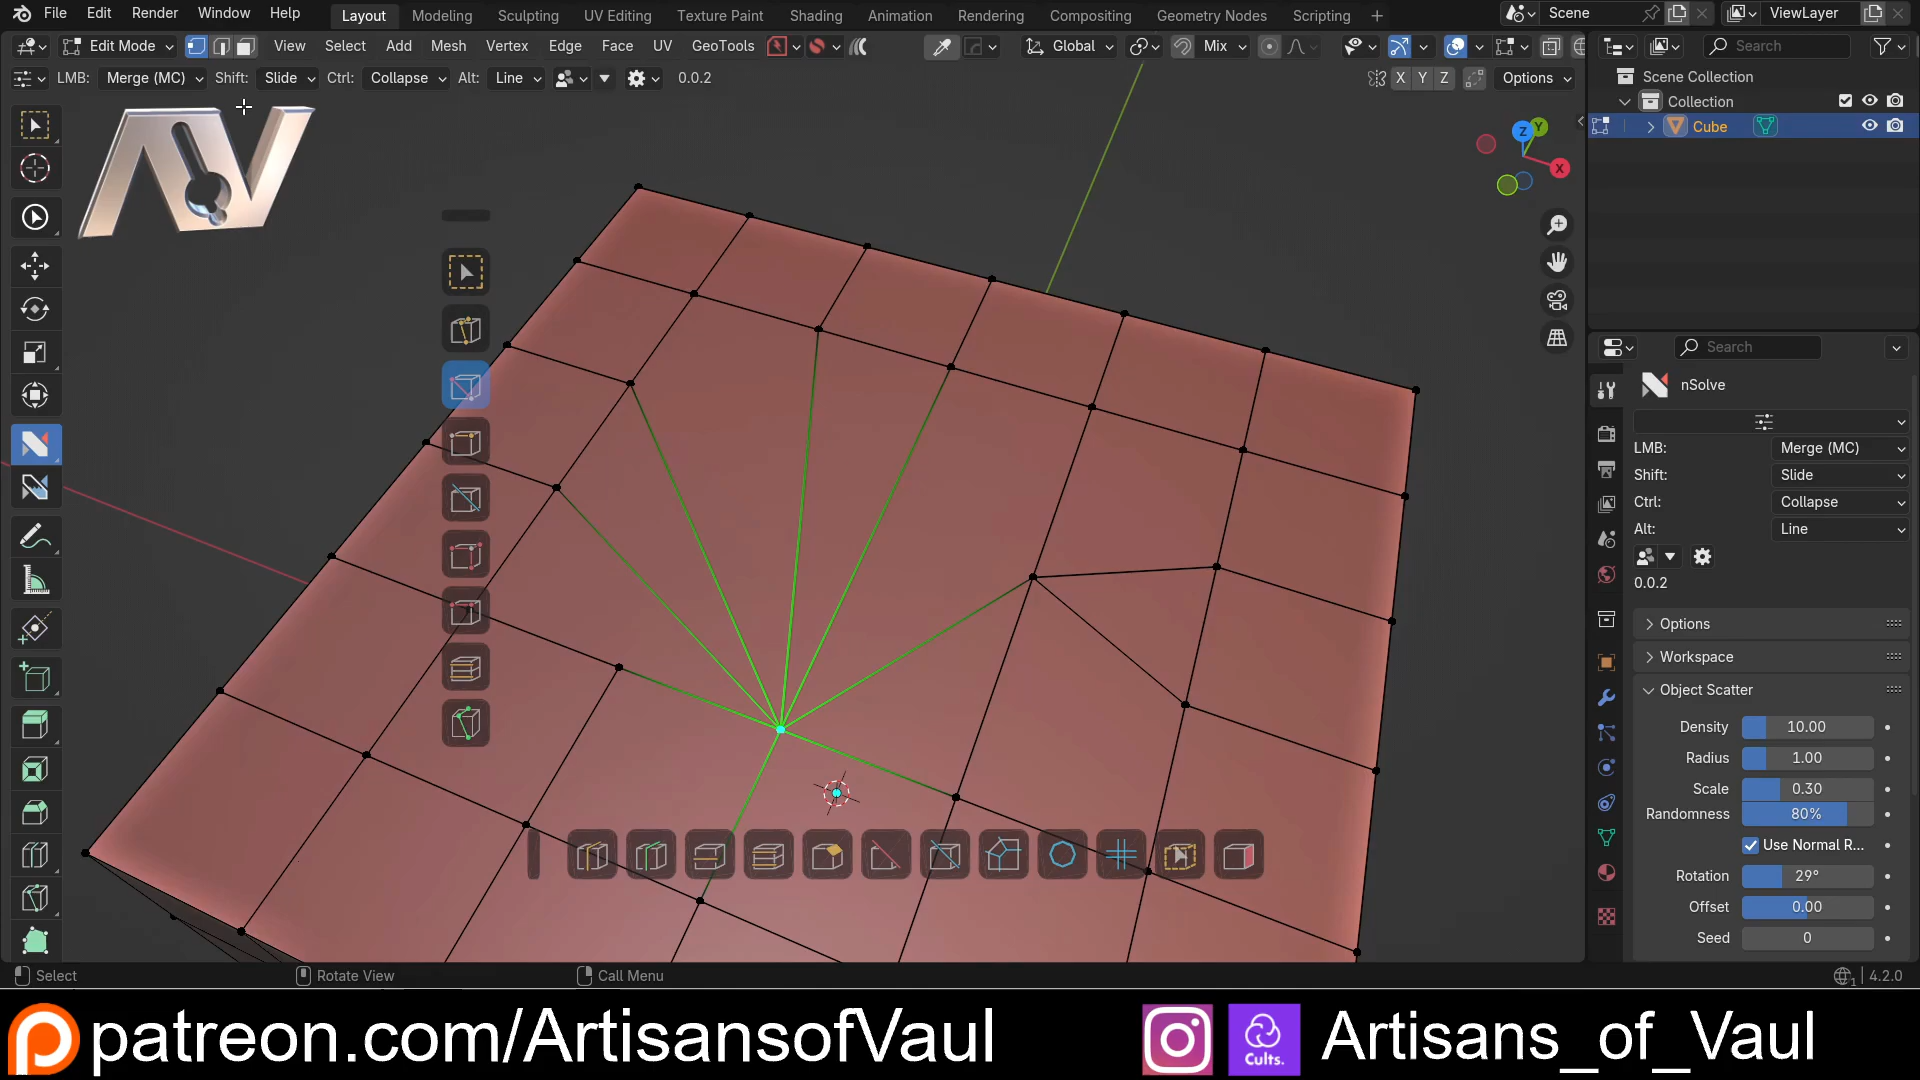 File Edit Render Window Help Layout Modeling Sculpting UV Editing Texture Paint Shading Animation Rendering Compositing Geometry Nodes Scripting + Scene ViewLayer
Edit Mode View Select Add Mesh Vertex Edge Face UV GeoTools Global Mix Search
LMB: Merge (MC) Shift: Slide Ctrl: Collapse Alt: Line 0.0.2 X Y Z Options
Scene Collection
Collection
Cube
Z Y
X
Search
nSolve
LMB: Merge (MC)
Shift: Slide
Ctrl: Collapse
Alt: Line
0.0.2
Options
Workspace
Object Scatter
Density 10.00
Radius 1.00
Scale 0.30
Randomness 80%
Use Normal R...
Rotation 29°
Offset 0.00
Seed 0
Select Rotate View Call Menu 1 4.2.0
patreon.com/ArtisansofVaul Cults. Artisans_of_Vaul